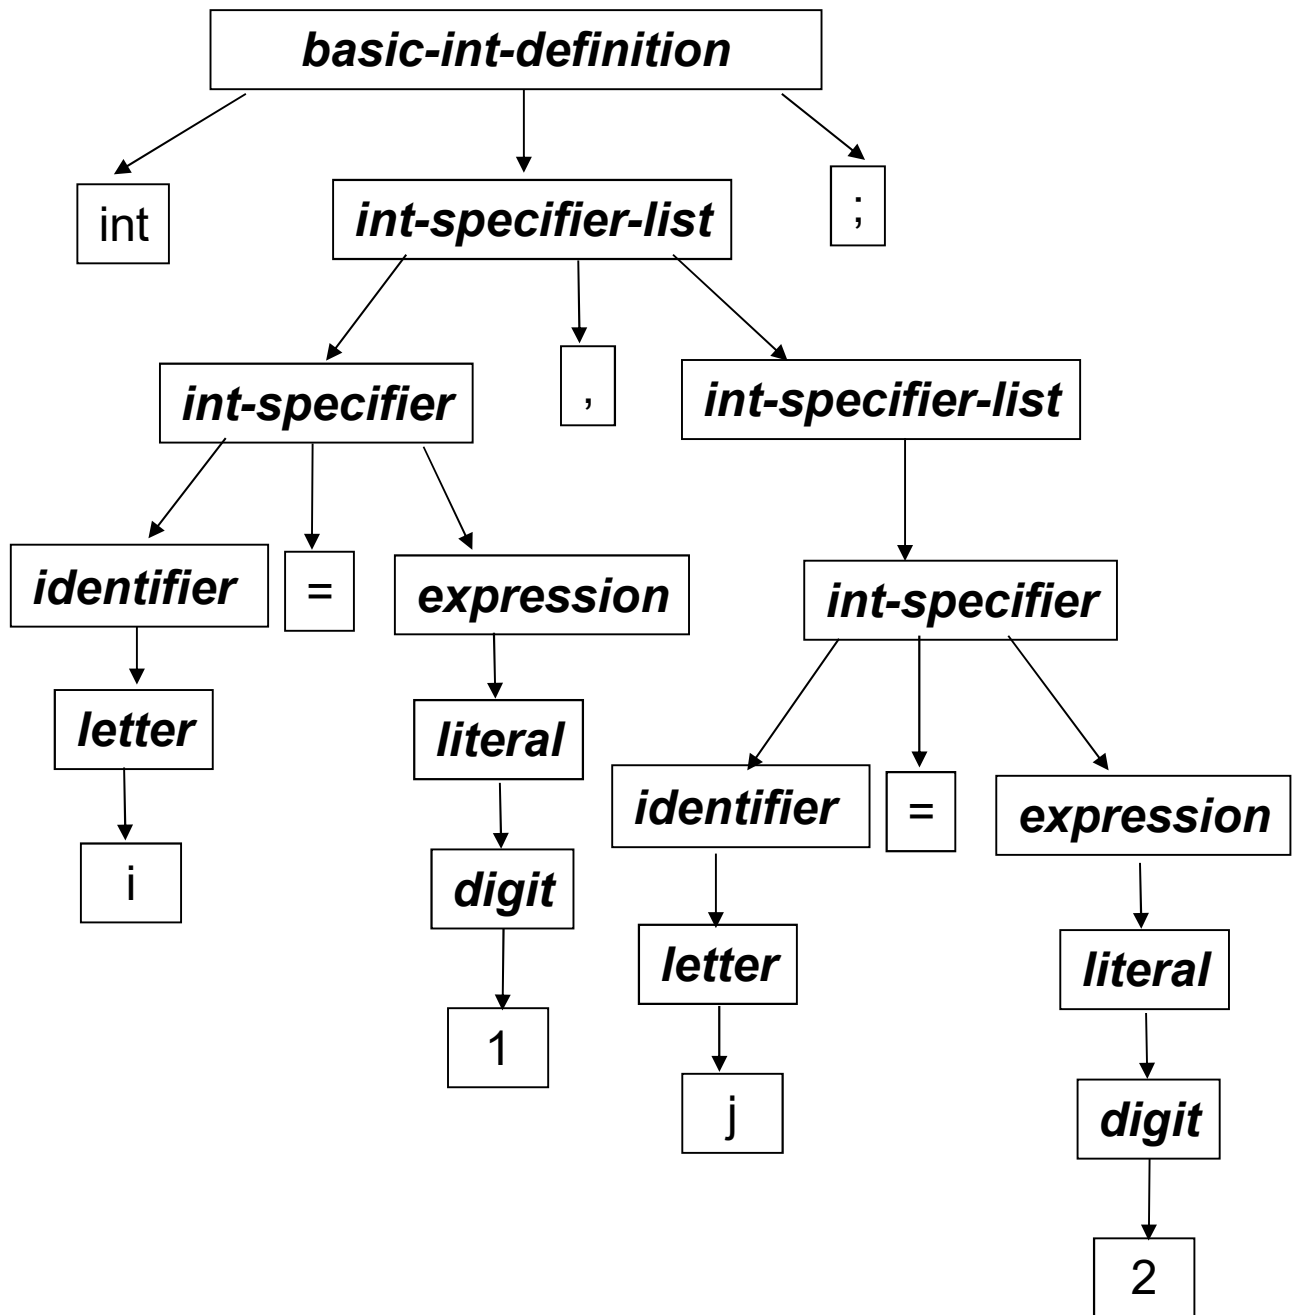 basic-int-definition
int
int-specifier-list
;
int-specifier
,
int-specifier-list
identifier
=
expression
int-specifier
letter
literal
identifier
=
expression
i
digit
letter
literal
1
j
digit
2